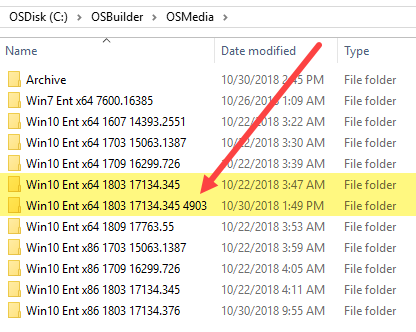 OSDisk (C:) > OSBuilder > OSMedia >
Name Date modified Type
Archive 10/30/2018 2:45 PM File folder
Win7 Ent x64 7600.16385 10/26/2018 1:09 AM File folder
Win10 Ent x64 1607 14393.2551 10/22/2018 3:22 AM File folder
Win10 Ent x64 1703 15063.1387 10/22/2018 3:30 AM File folder
Win10 Ent x64 1709 16299.726 10/22/2018 3:39 AM File folder
Win10 Ent x64 1803 17134.345 10/22/2018 3:47 AM File folder
Win10 Ent x64 1803 17134.345 4903 10/30/2018 1:49 PM File folder
Win10 Ent x64 1809 17763.55 10/22/2018 3:53 AM File folder
Win10 Ent x86 1703 15063.1387 10/22/2018 3:59 AM File folder
Win10 Ent x86 1709 16299.726 10/22/2018 4:05 AM File folder
Win10 Ent x86 1803 17134.345 10/22/2018 4:11 AM File folder
Win10 Ent x86 1803 17134.376 10/30/2018 9:55 AM File folder